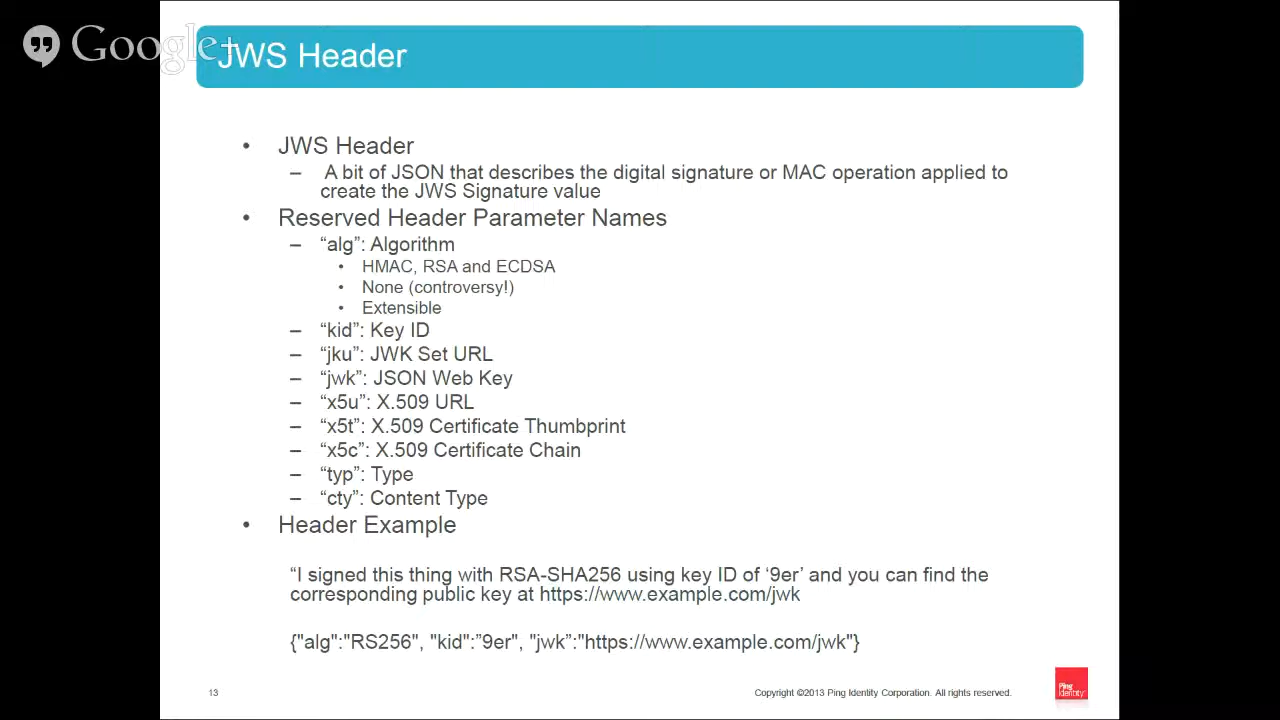 Google+
JWS Header
• JWS Header
– A bit of JSON that describes the digital signature or MAC operation applied to
create the JWS Signature value
• Reserved Header Parameter Names
– “alg”: Algorithm
• HMAC, RSA and ECDSA
• None (controversy!)
• Extensible
– “kid”: Key ID
– “jku”: JWK Set URL
– “jwk”: JSON Web Key
– “x5u”: X.509 URL
– “x5t”: X.509 Certificate Thumbprint
– “x5c”: X.509 Certificate Chain
– “typ”: Type
– “cty”: Content Type
• Header Example
“I signed this thing with RSA-SHA256 using key ID of ‘9er’ and you can find the
corresponding public key at https://www.example.com/jwk
{"alg":"RS256", "kid":”9er", "jwk”:"https://www.example.com/jwk"}
13
Copyright ©2013 Ping Identity Corporation. All rights reserved.
Ping
Identity